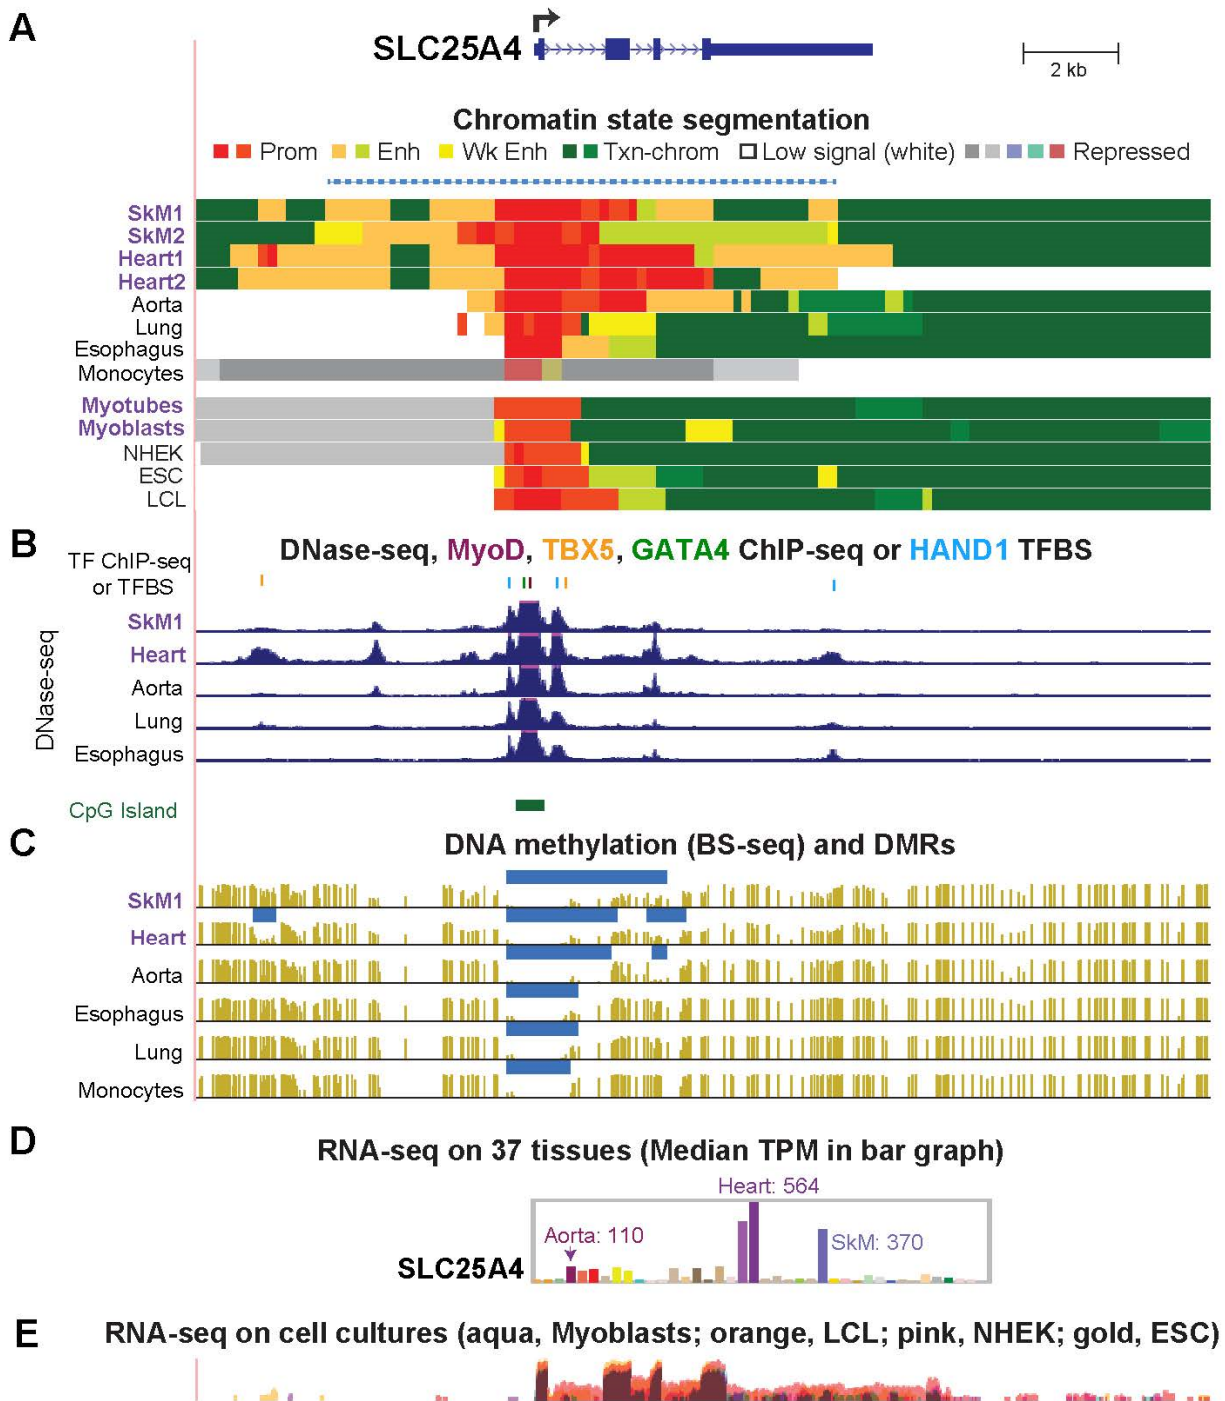 A
SLC25A4
2 kb
Chromatin state segmentation
Prom Enh Wk Enh Txn-chrom Low signal (white) Repressed
SkM1
SkM2
Heart1
Heart2
Aorta
Lung
Esophagus
Monocytes
Myotubes
Myoblasts
NHEK
ESC
LCL
B
DNase-seq, MyoD, TBX5, GATA4 ChIP-seq or HAND1 TFBS
TF ChIP-seq
or TFBS
DNase-seq
SkM1
Heart
Aorta
Lung
Esophagus
CpG Island
C
DNA methylation (BS-seq) and DMRs
SkM1
Heart
Aorta
Esophagus
Lung
Monocytes
D
RNA-seq on 37 tissues (Median TPM in bar graph)
Heart: 564
Aorta: 110
SkM: 370
SLC25A4
E
RNA-seq on cell cultures (aqua, Myoblasts; orange, LCL; pink, NHEK; gold, ESC)